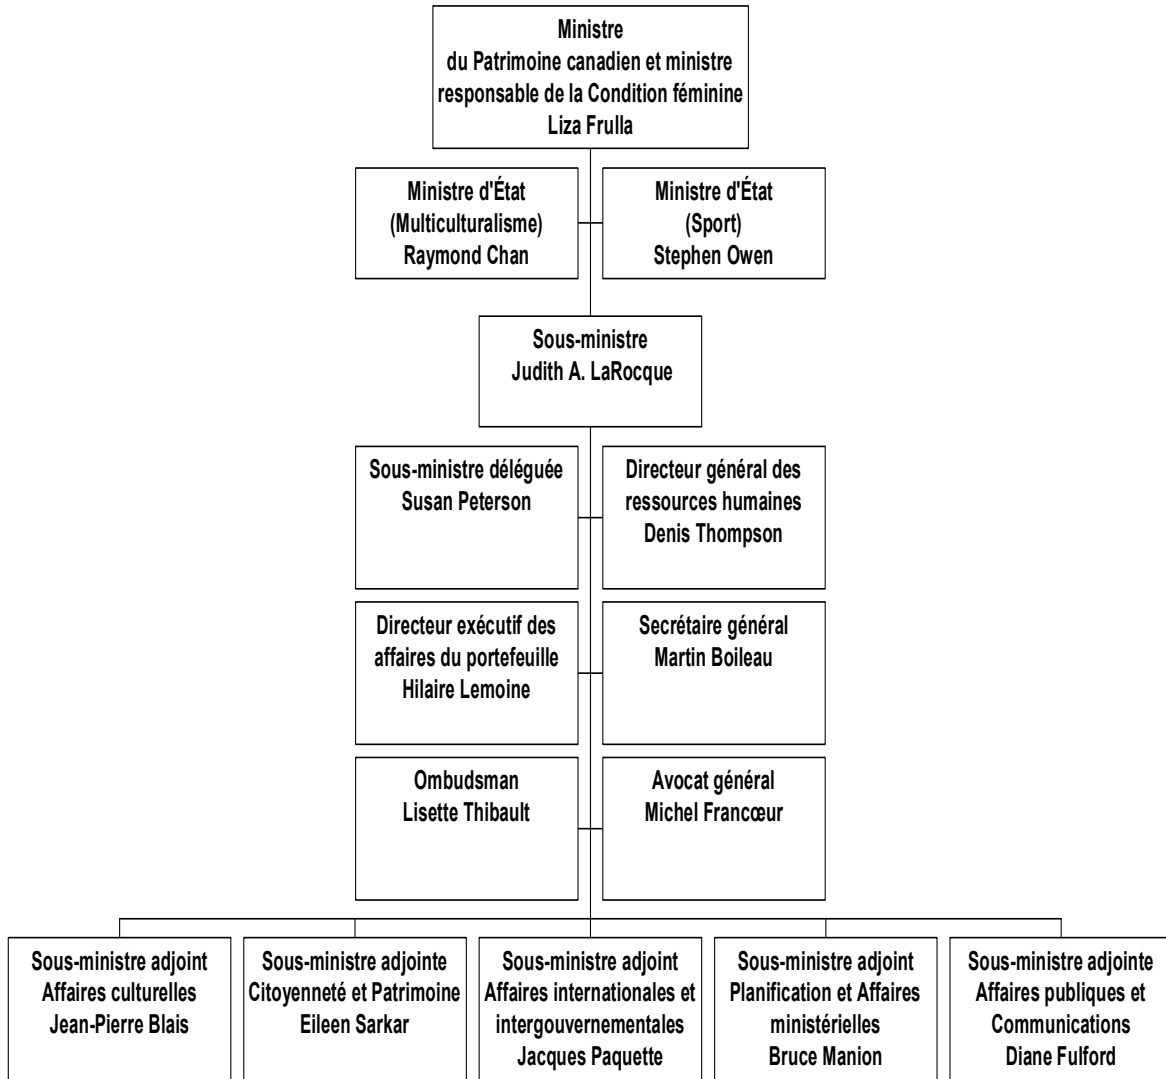 Ministre
du Patrimoine canadien et ministre
responsable de la Condition féminine
Liza Frulla
Ministre d'État
(Multiculturalisme)
Raymond Chan
Ministre d'État
(Sport)
Stephen Owen
Sous-ministre
Judith A. LaRocque
Sous-ministre déléguée
Susan Peterson
Directeur général des
ressources humaines
Denis Thompson
Directeur exécutif des
affaires du portefeuille
Hilaire Lemoine
Secrétaire général
Martin Boileau
Ombudsman
Lisette Thibault
Avocat général
Michel Francœur
Sous-ministre adjoint
Affaires culturelles
Jean-Pierre Blais
Sous-ministre adjointe
Citoyenneté et Patrimoine
Eileen Sarkar
Sous-ministre adjoint
Affaires internationales et
intergouvernementales
Jacques Paquette
Sous-ministre adjoint
Planification et Affaires
ministérielles
Bruce Manion
Sous-ministre adjointe
Affaires publiques et
Communications
Diane Fulford